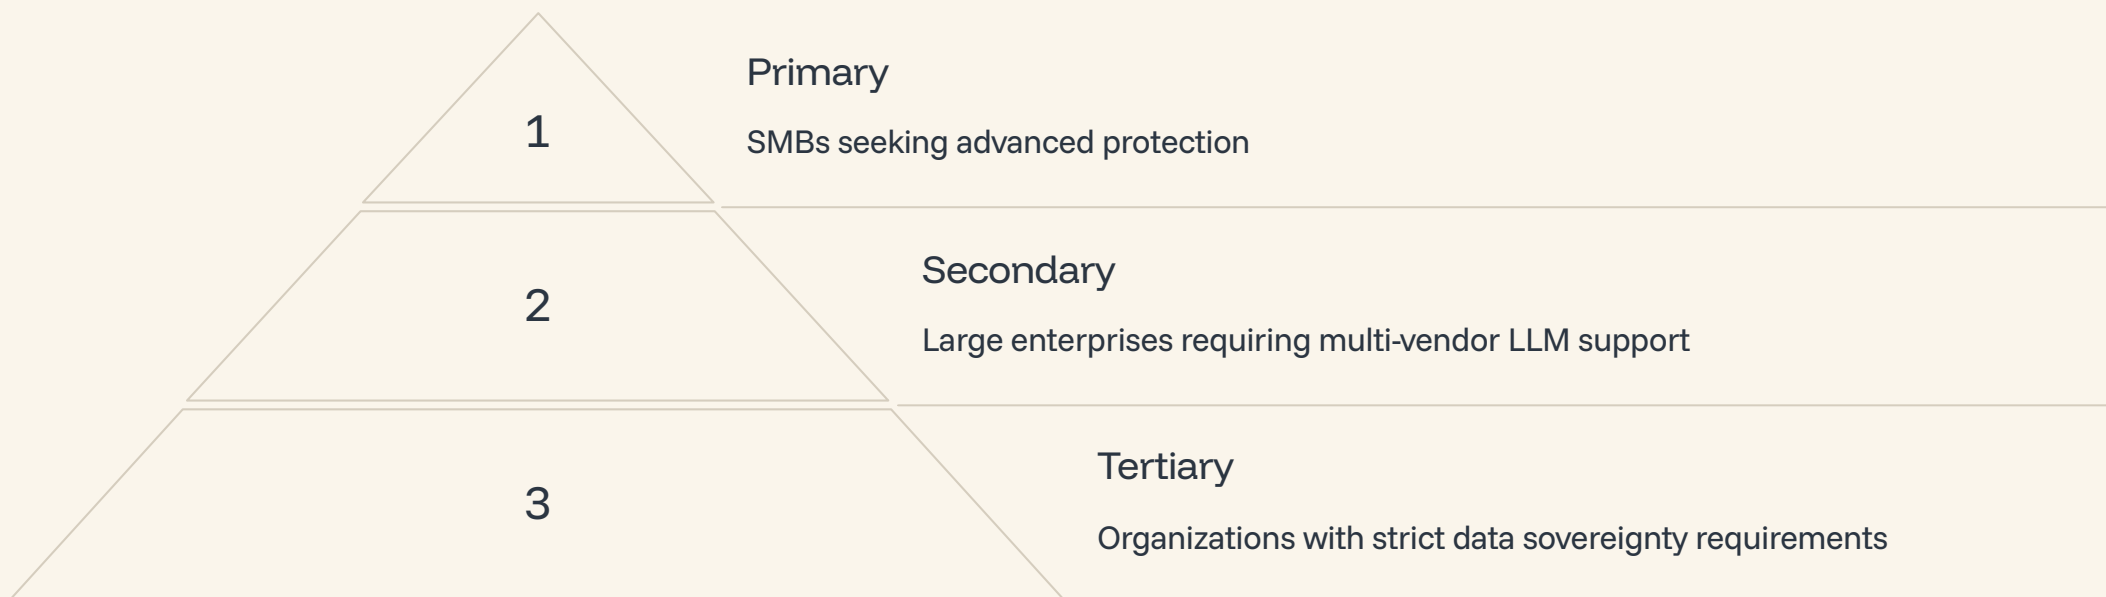 1
Primary
SMBs seeking advanced protection
2
Secondary
Large enterprises requiring multi-vendor LLM support
3
Tertiary
Organizations with strict data sovereignty requirements